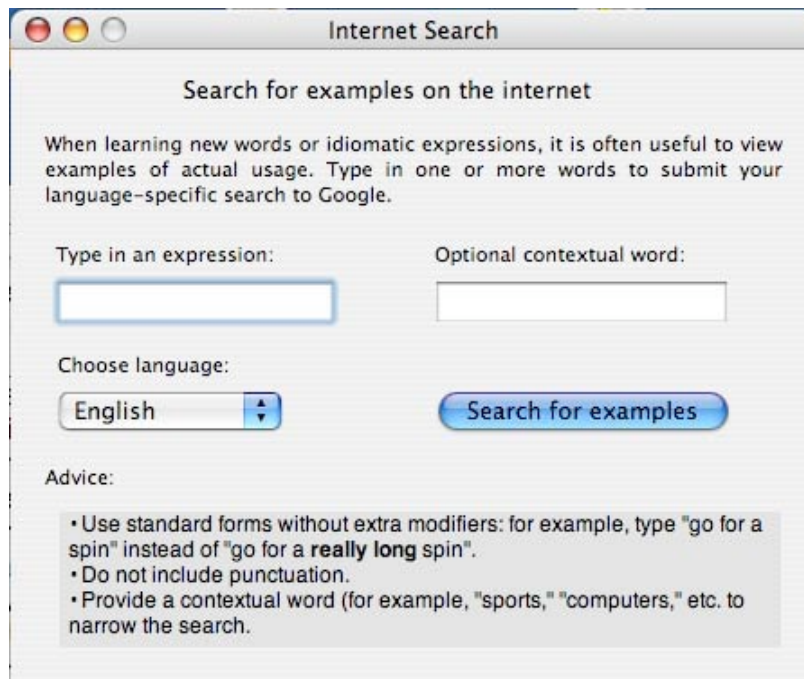 Internet Search
Search for examples on the internet
When learning new words or idiomatic expressions, it is often useful to view
examples of actual usage. Type in one or more words to submit your
language-specific search to Google.
Type in an expression:
Optional contextual word:
Choose language:
English
Search for examples
Advice:
• Use standard forms without extra modifiers: for example, type "go for a
spin" instead of "go for a really long spin".
• Do not include punctuation.
• Provide a contextual word (for example, "sports," "computers," etc. to
narrow the search.